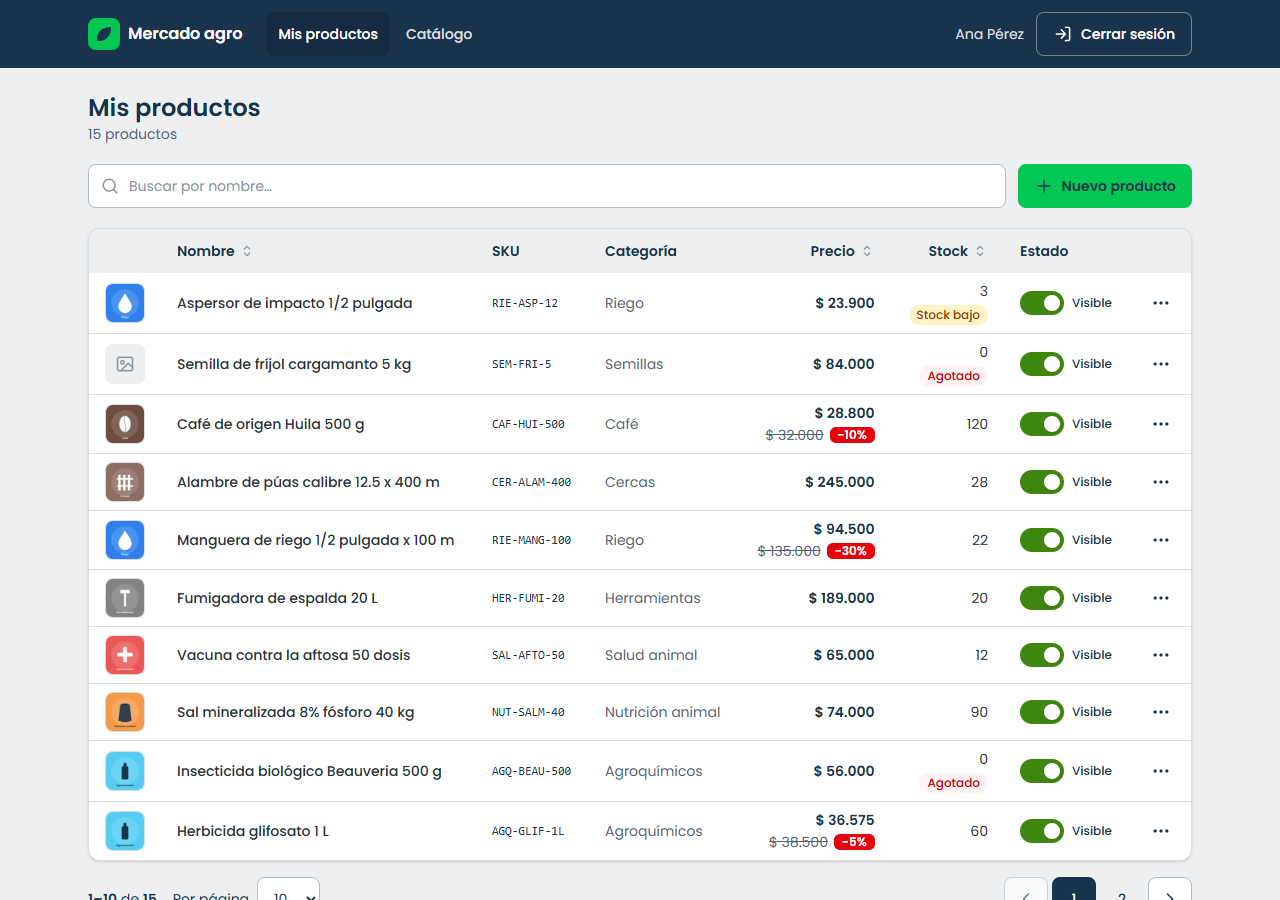 Mercado agro Mis productos Catálogo Ana Pérez Cerrar sesión
Mis productos
15 productos
Buscar por nombre... Nuevo producto
Nombre SKU Categoría Precio Stock Estado
Aspersor de impacto 1/2 pulgada RIE-ASP-12 Riego $ 23.900 3 Stock bajo Visible
Semilla de fríjol cargamanto 5 kg SEM-FRI-5 Semillas $ 84.000 0 Agotado Visible
Café de origen Huila 500 g CAF-HUI-500 Café $ 28.800 $ 32.000 -10% 120 Visible
Alambre de púas calibre 12.5 x 400 m CER-ALAM-400 Cercas $ 245.000 28 Visible
Manguera de riego 1/2 pulgada x 100 m RIE-MANG-100 Riego $ 94.500 $ 135.000 -30% 22 Visible
Fumigadora de espalda 20 L HER-FUMI-20 Herramientas $ 189.000 20 Visible
Vacuna contra la aftosa 50 dosis SAL-AFTO-50 Salud animal $ 65.000 12 Visible
Sal mineralizada 8% fósforo 40 kg NUT-SALM-40 Nutrición animal $ 74.000 90 Visible
Insecticida biológico Beauveria 500 g AGQ-BEAU-500 Agroquímicos $ 56.000 0 Agotado Visible
Herbicida glifosato 1 L AGQ-GLIF-1L Agroquímicos $ 36.575 $ 38.500 -5% 60 Visible
1–10 de 15 Por página 10 1 2